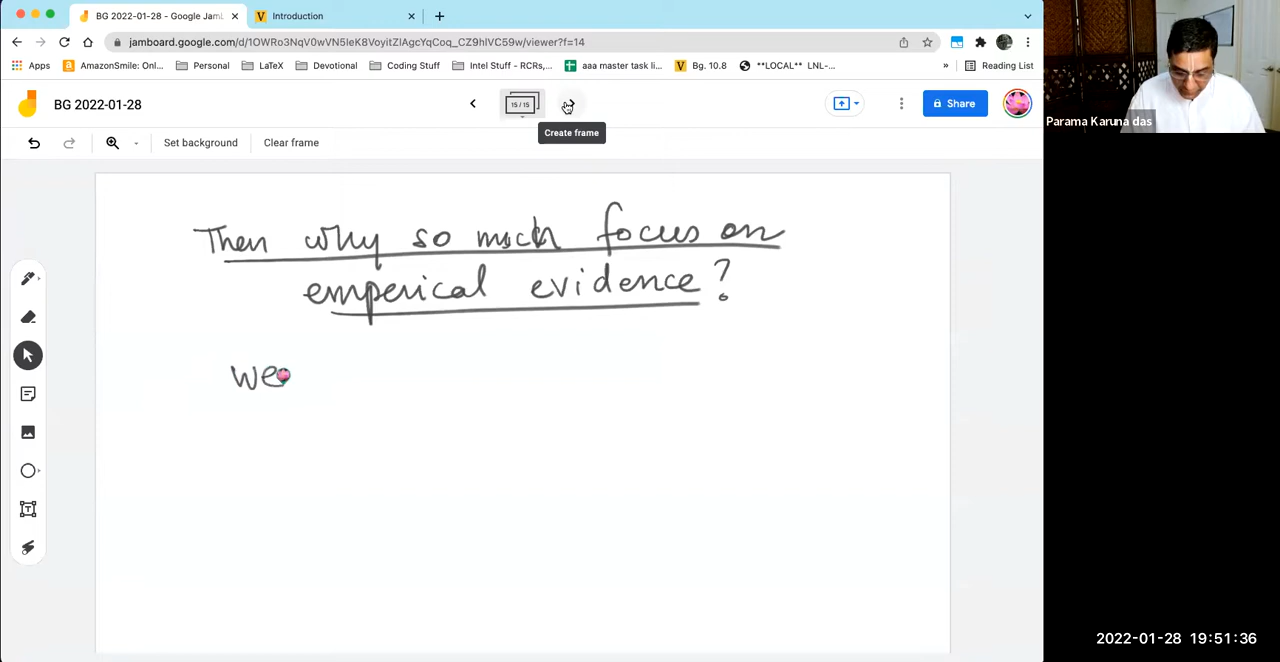 BG 2022-01-28 - Google Jam
Introduction
jamboard.google.com/d/1OWRo3NqV0wVN5leK8VoyitZlAgcYqCoq_CZ9hlVC59w/viewer?f=14
Apps
AmazonSmile: Onl...
Personal
LaTeX
Devotional
Coding Stuff
Intel Stuff - RCRs,...
aaa master task li...
Bg. 10.8
**LOCAL** LNL-...
»
Reading List
BG 2022-01-28
15 / 15
Share
Create frame
Set background
Clear frame
Parama Karuna das
Then why so much focus on
emperical evidence?
we
2022-01-28 19:51:36